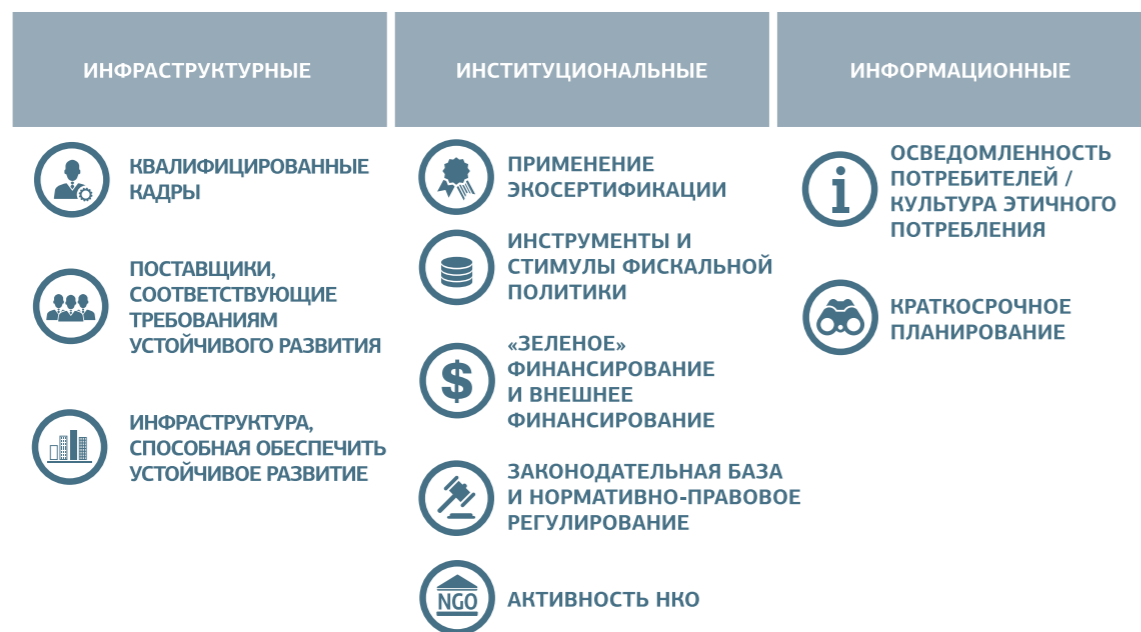 ИНФРАСТРУКТУРНЫЕ
КВАЛИФИЦИРОВАННЫЕ
КАДРЫ
ПОСТАВЩИКИ,
СООТВЕТСТВУЮЩИЕ
ТРЕБОВАНИЯМ
УСТОЙЧИВОГО РАЗВИТИЯ
ИНФРАСТРУКТУРА,
СПОСОБНАЯ ОБЕСПЕЧИТЬ
УСТОЙЧИВОЕ РАЗВИТИЕ
ИНСТИТУЦИОНАЛЬНЫЕ
ПРИМЕНЕНИЕ
ЭКОСЕРТИФИКАЦИИ
ИНСТРУМЕНТЫ И
СТИМУЛЫ ФИСКАЛЬНОЙ
ПОЛИТИКИ
$
«ЗЕЛЕНОЕ»
ФИНАНСИРОВАНИЕ
И ВНЕШНЕЕ
ФИНАНСИРОВАНИЕ
ЗАКОНОДАТЕЛЬНАЯ БАЗА
И НОРМАТИВНО-ПРАВОВОЕ
РЕГУЛИРОВАНИЕ
NGO
АКТИВНОСТЬ НКО
ИНФОРМАЦИОННЫЕ
i
ОСВЕДОМЛЕННОСТЬ
ПОТРЕБИТЕЛЕЙ /
КУЛЬТУРА ЭТИЧНОГО
ПОТРЕБЛЕНИЯ
КРАТКОСРОЧНОЕ
ПЛАНИРОВАНИЕ